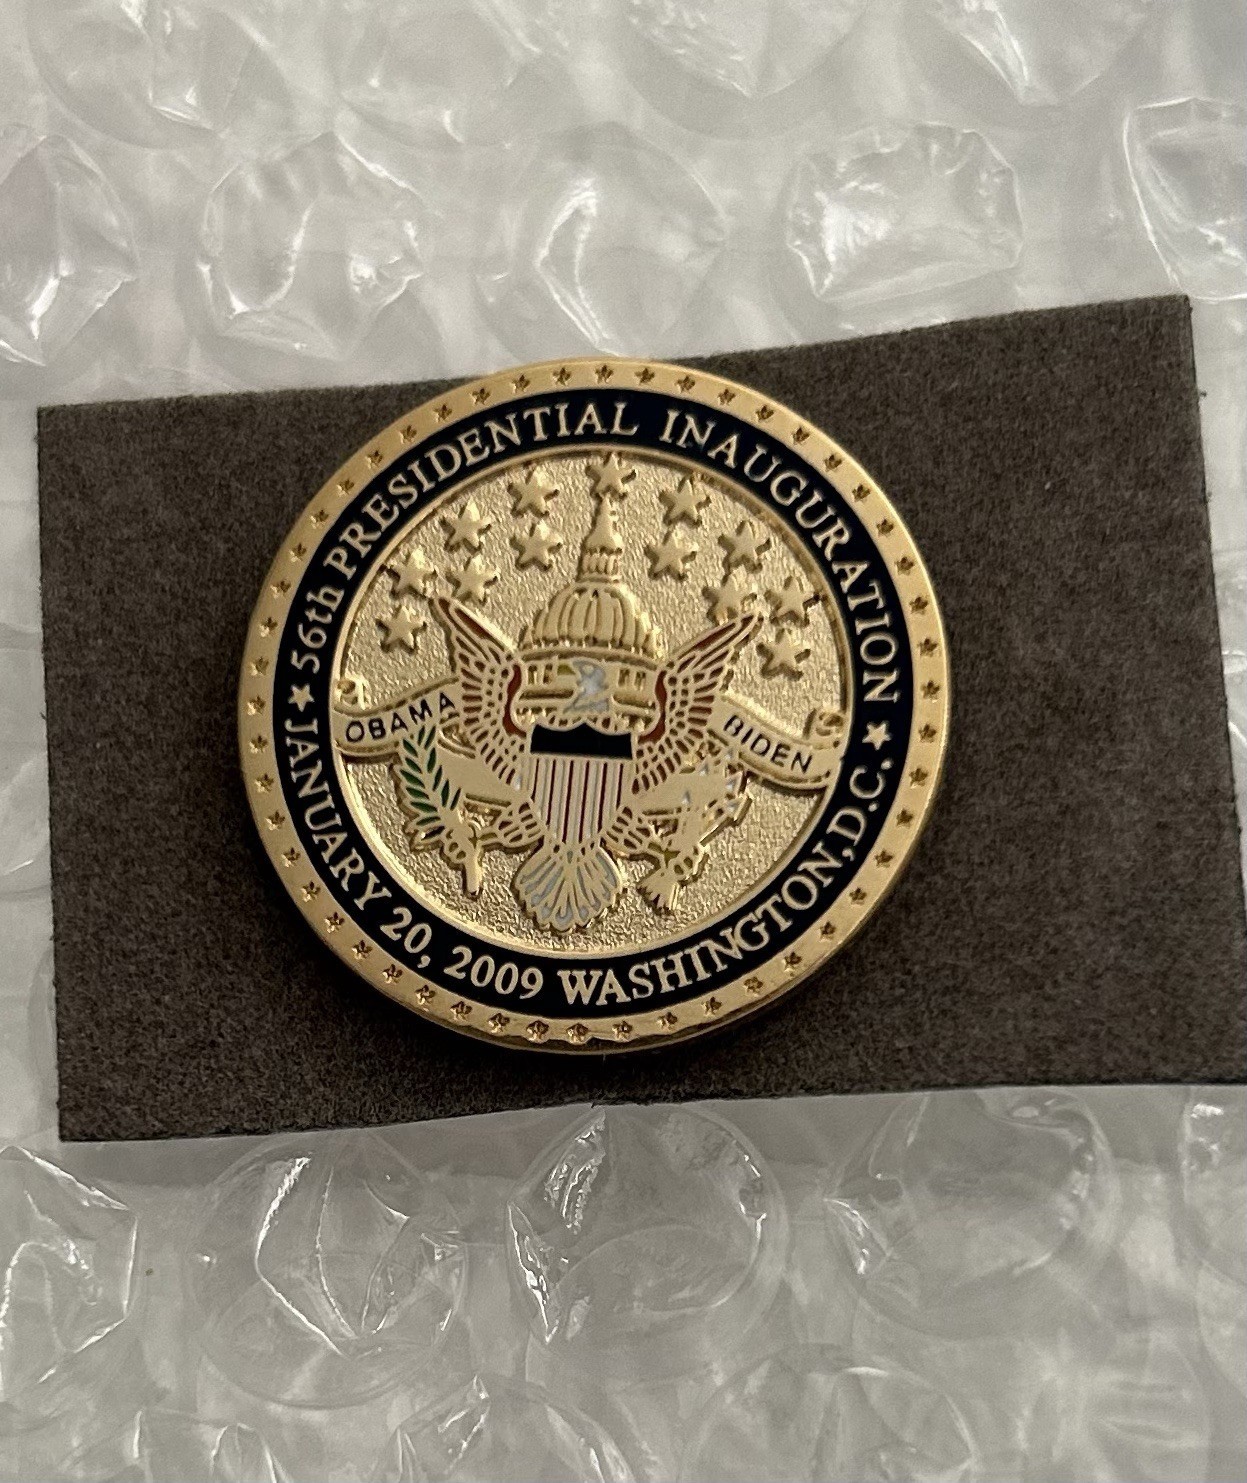 56th PRESIDENTIAL INAUGURATION
JANUARY 20, 2009 WASHINGTON, D.C.
OBAMA
BIDEN